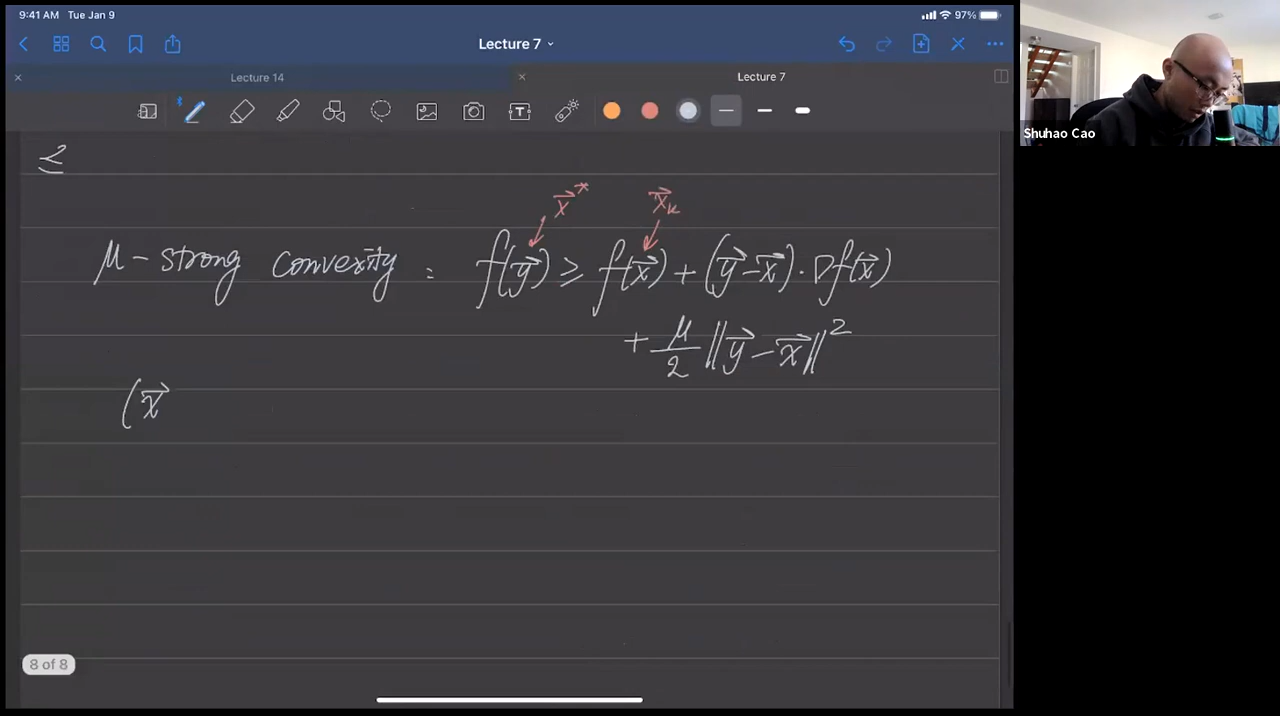 9:41 AM Tue Jan 9
97%
Lecture 7
Lecture 14
Lecture 7
Shuhao Cao
≤
x⃗* x⃗ₖ
μ-strong convexity : f(y⃗) ≥ f(x⃗) + (y⃗-x⃗)·∇f(x⃗)
+ μ/2 ||y⃗-x⃗||²
(x⃗
8 of 8